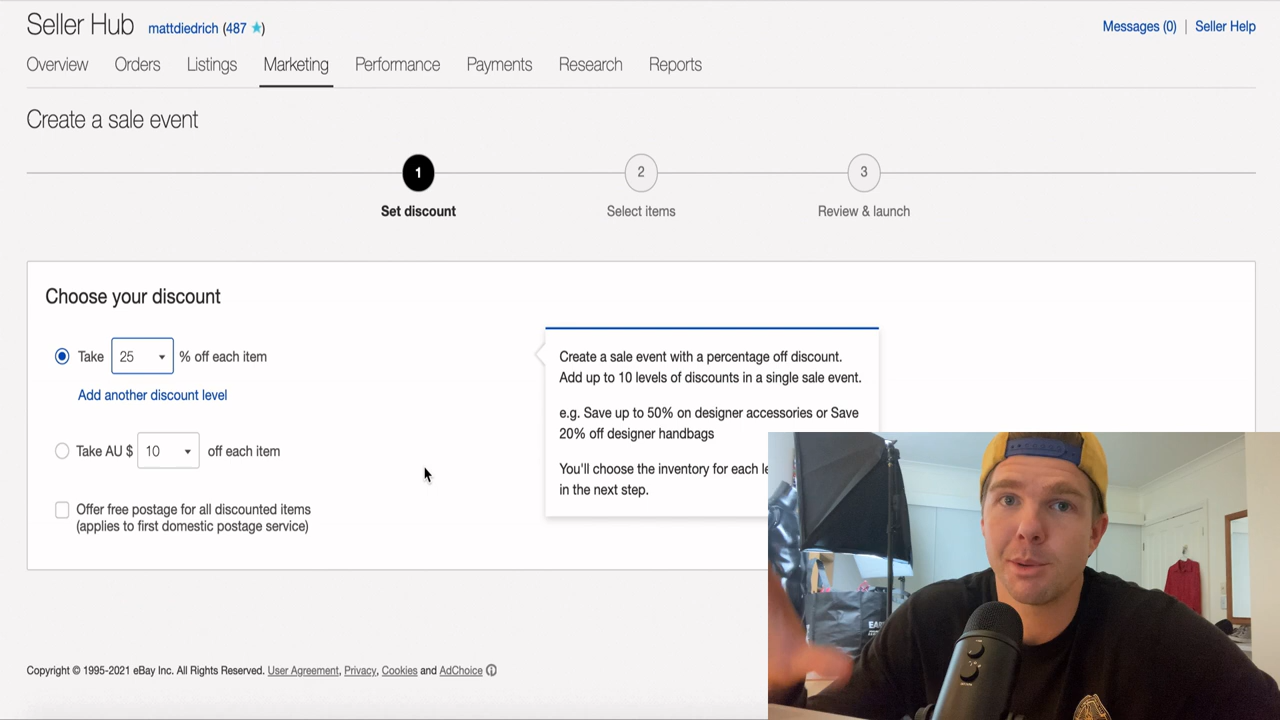 Seller Hub mattdiedrich (487 ★)
Messages (0) | Seller Help
Overview Orders Listings Marketing Performance Payments Research Reports
Create a sale event
1 2 3
Set discount Select items Review & launch
Choose your discount
Take 25 % off each item
Add another discount level
Take AU $ 10 off each item
Offer free postage for all discounted items
(applies to first domestic postage service)
Create a sale event with a percentage off discount.
Add up to 10 levels of discounts in a single sale event.
e.g. Save up to 50% on designer accessories or Save
20% off designer handbags
You'll choose the inventory for each
in the next step.
Copyright © 1995-2021 eBay Inc. All Rights Reserved. User Agreement, Privacy, Cookies and AdChoice